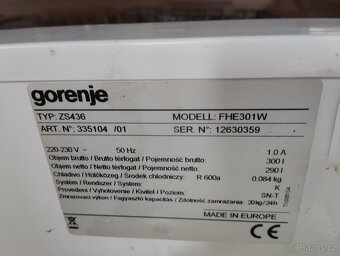 gorenje
TYP: ZS436 MODELL: FHE301W
ART. N°: 335104 /01 SER. N°: 12630359
220-230 V ~ 50 Hz 1.0 A
Objem brutto / Brutto térfogat / Pojemność brutto: 300 l
Objem netto / Netto térfogat / Pojemność netto: 290 l
Chladivo / Hűtőközeg / Środek chłodniczy: R 600a 0.084 kg
Systém / Rendszer / System: K
Provedení / Kivitel / Poziom: SN-T
Zmrazovací výkon / Fagyasztó kapacitás / Zdolność zamrażania: 20kg/24h
MADE IN EUROPE